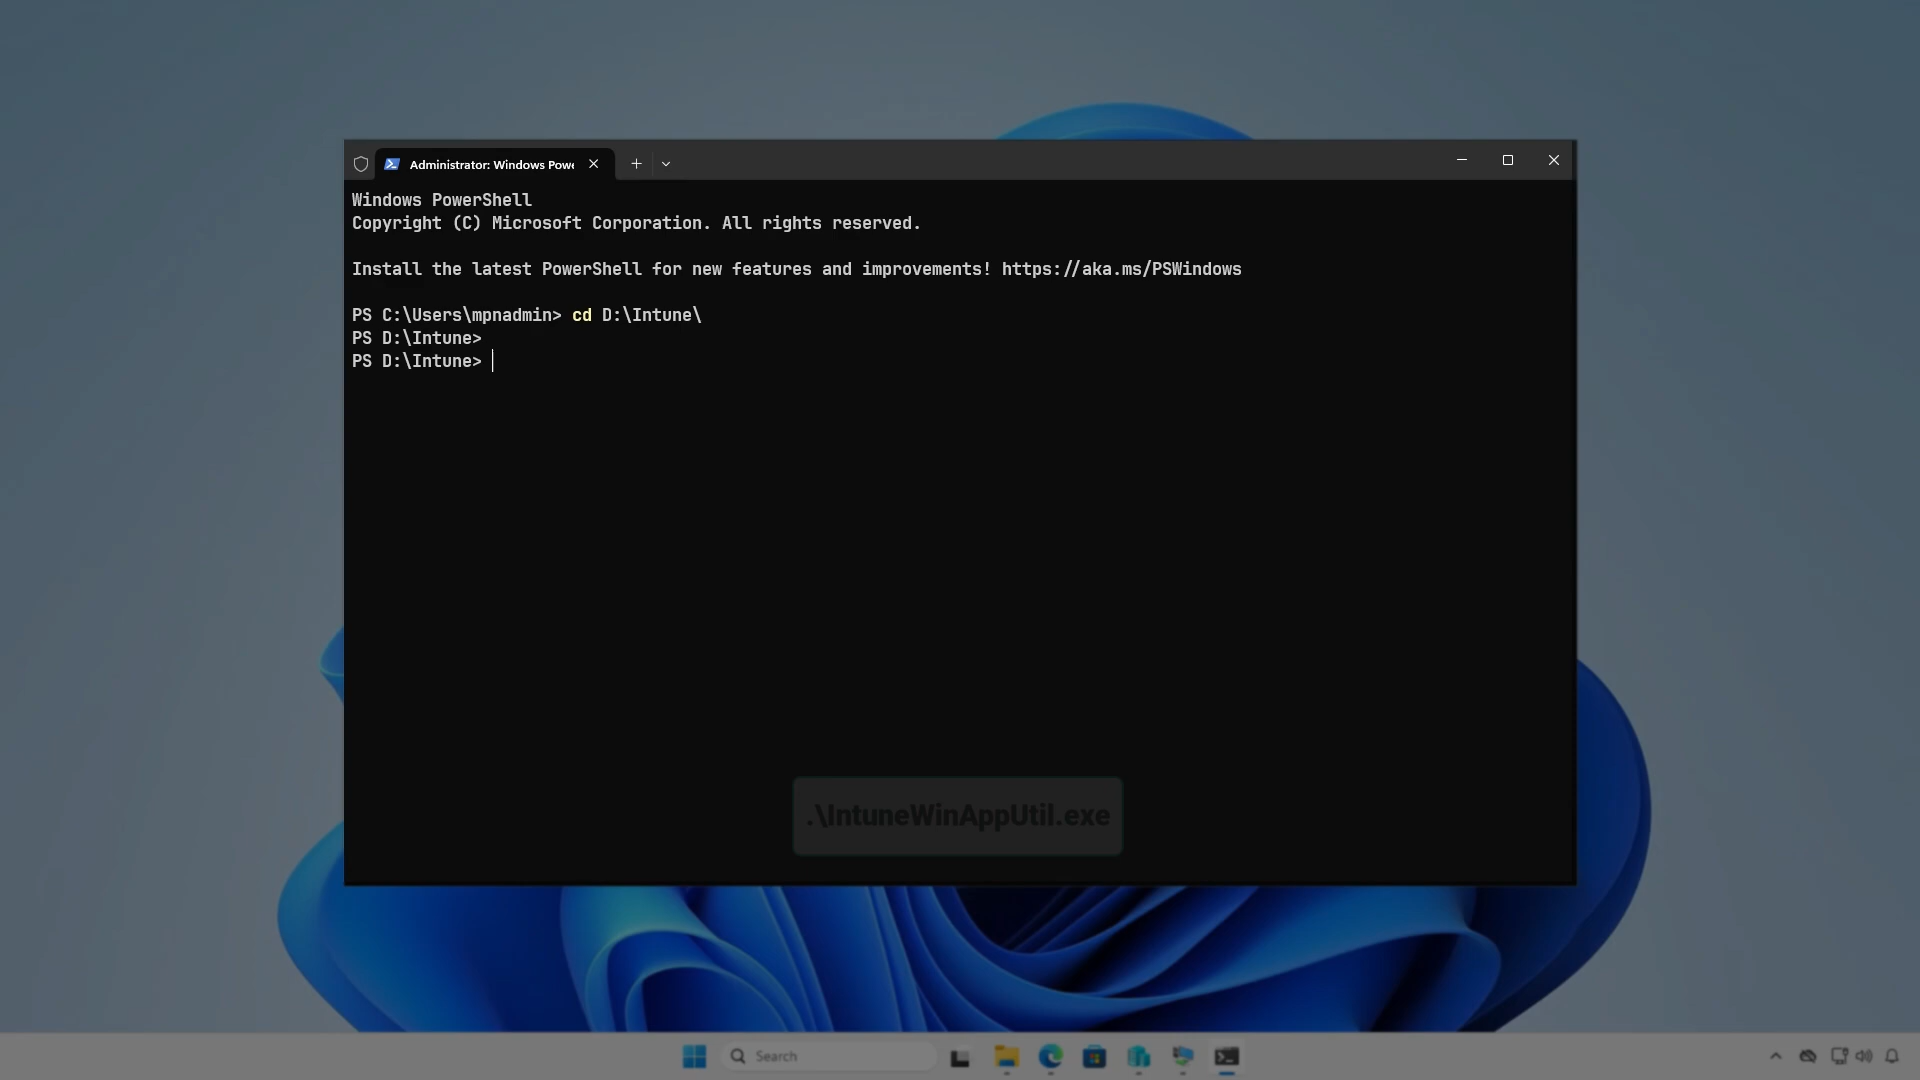 Administrator: Windows Powe
Windows PowerShell
Copyright (C) Microsoft Corporation. All rights reserved.
Install the latest PowerShell for new features and improvements! https://aka.ms/PSWindows
PS C:\Users\mpnadmin> cd D:\Intune\
PS D:\Intune>
PS D:\Intune>
.\IntuneWinAppUtil.exe
Search